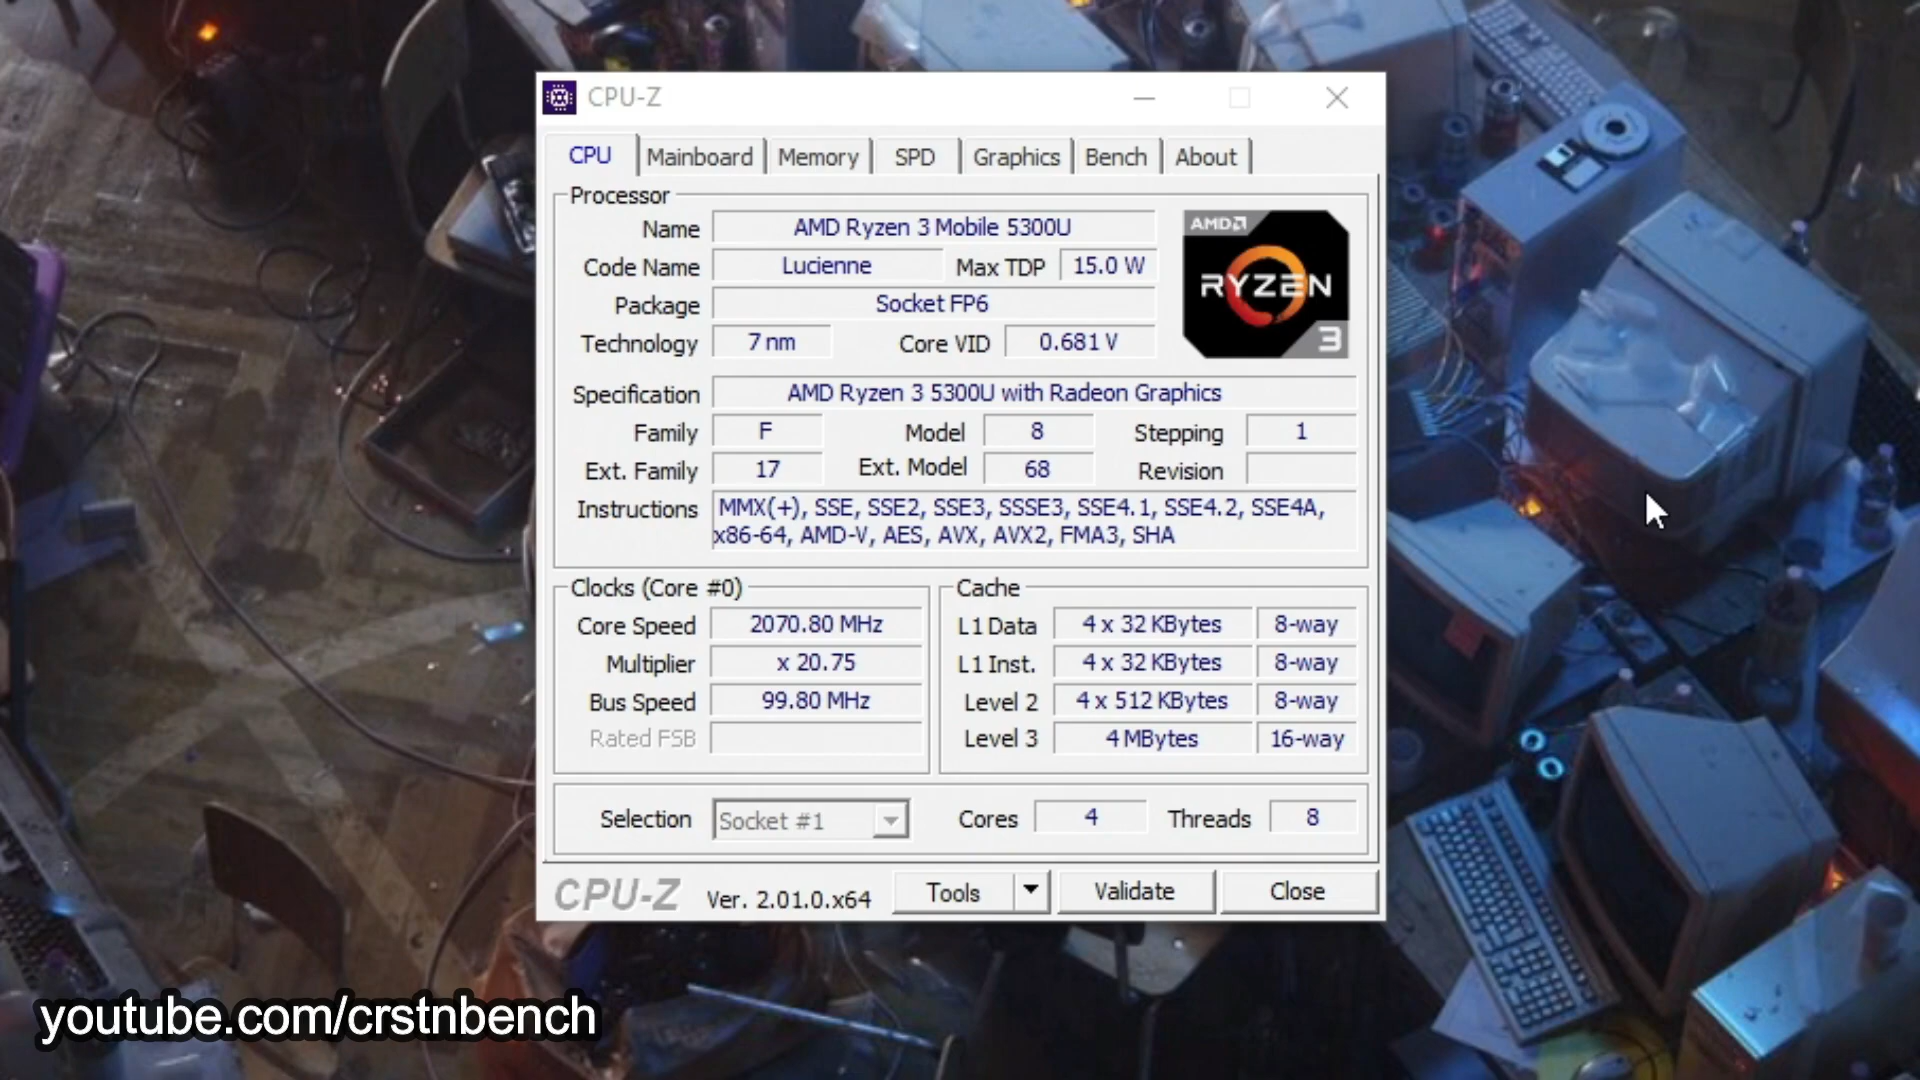 CPU-Z
CPU Mainboard Memory SPD Graphics Bench About
Processor
Name AMD Ryzen 3 Mobile 5300U
Code Name Lucienne Max TDP 15.0 W
Package Socket FP6
Technology 7 nm Core VID 0.681 V
AMD
RYZEN
3
Specification AMD Ryzen 3 5300U with Radeon Graphics
Family F Model 8 Stepping 1
Ext. Family 17 Ext. Model 68 Revision
Instructions MMX(+), SSE, SSE2, SSE3, SSSE3, SSE4.1, SSE4.2, SSE4A,
x86-64, AMD-V, AES, AVX, AVX2, FMA3, SHA
Clocks (Core #0)
Core Speed 2070.80 MHz
Multiplier x 20.75
Bus Speed 99.80 MHz
Rated FSB
Cache
L1 Data 4 x 32 KBytes 8-way
L1 Inst. 4 x 32 KBytes 8-way
Level 2 4 x 512 KBytes 8-way
Level 3 4 MBytes 16-way
Selection Socket #1 Cores 4 Threads 8
CPU-Z Ver. 2.01.0.x64 Tools Validate Close
youtube.com/crstnbench